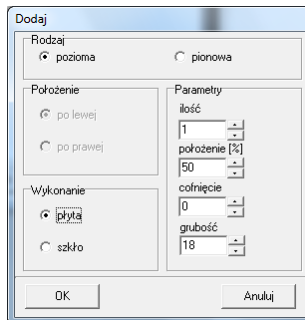 Dodaj
Rodzaj
pozioma
pionowa
Położenie
po lewej
po prawej
Parametry
ilość
1
położenie [%]
50
cofnięcie
0
grubość
18
Wykonanie
płyta
szkło
OK
Anuluj